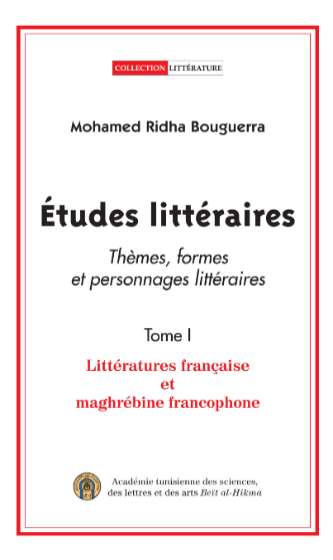 COLLECTION LITTÉRATURE
Mohamed Ridha Bouguerra
Études littéraires
Thèmes, formes
et personnages littéraires
Tome I
Littératures française
et
maghrébine francophone
Académie tunisienne des sciences,
des lettres et des arts Beït al-Hikma